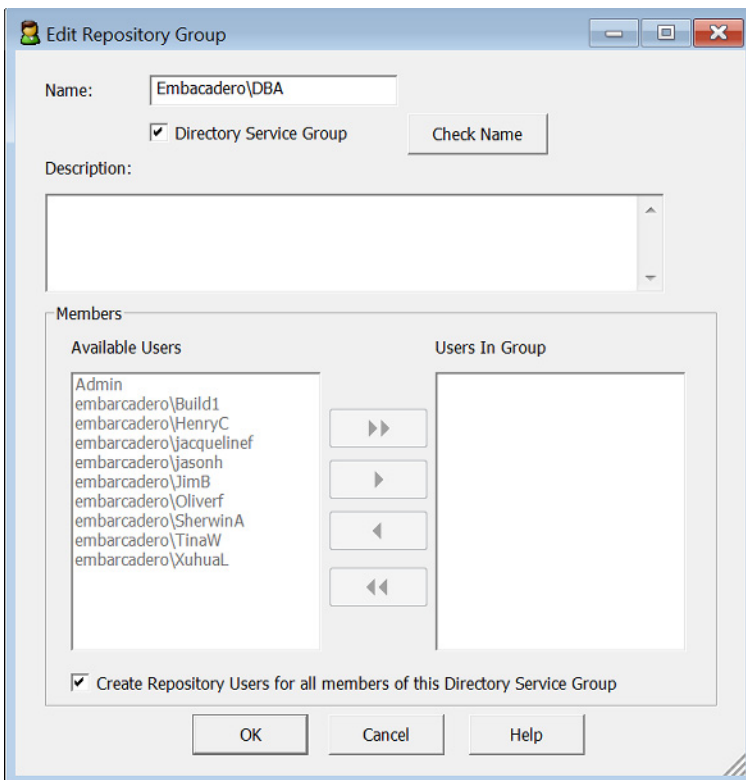 Edit Repository Group
Name: Embacadero\DBA
Directory Service Group Check Name
Description:
Members
Available Users Users In Group
Admin
embarcadero\Build1
embarcadero\HenryC
embarcadero\jacquelinef
embarcadero\jasonh
embarcadero\JimB
embarcadero\Oliverf
embarcadero\SherwinA
embarcadero\TinaW
embarcadero\XuhuaL
Create Repository Users for all members of this Directory Service Group
OK Cancel Help